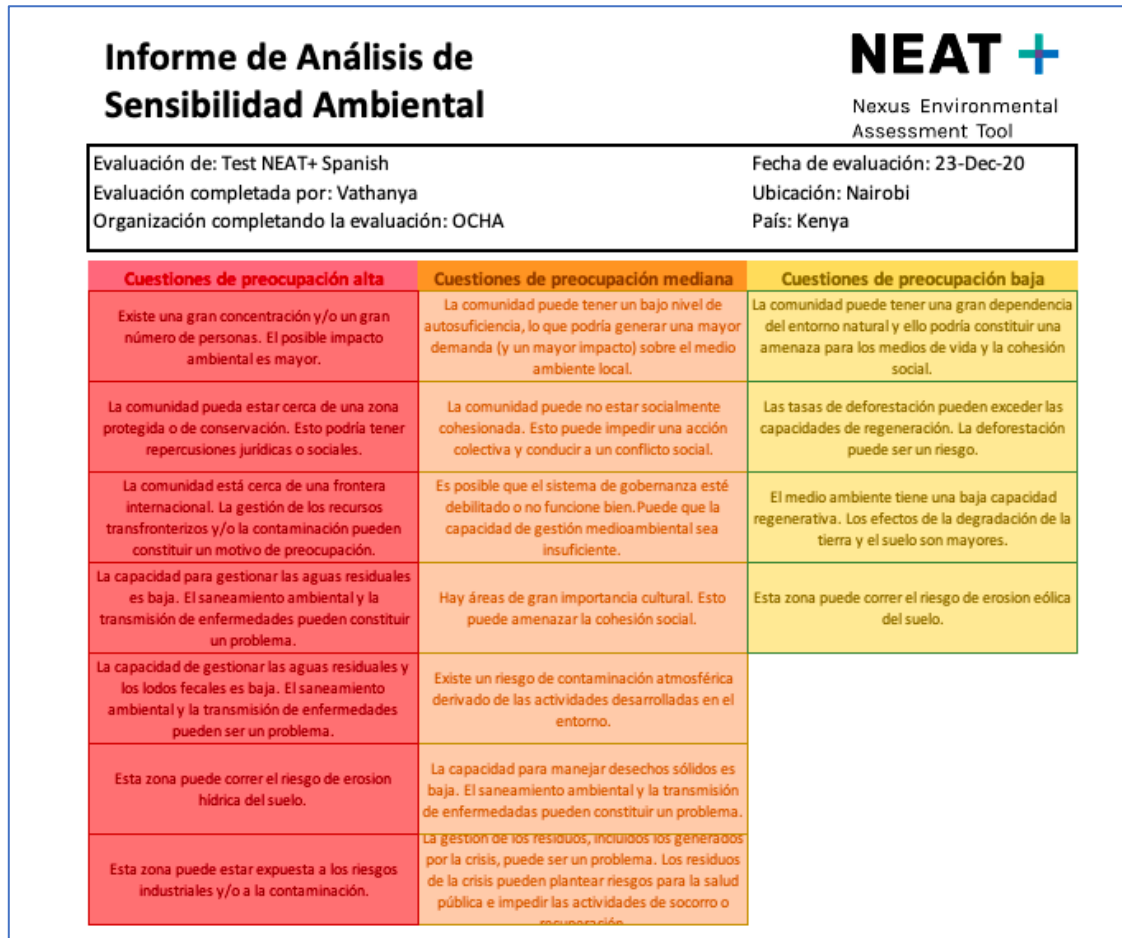 Informe de Análisis de
Sensibilidad Ambiental
NEAT +
Nexus Environmental
Assessment Tool
Evaluación de: Test NEAT+ Spanish
Evaluación completada por: Vathanya
Organización completando la evaluación: OCHA
Fecha de evaluación: 23-Dec-20
Ubicación: Nairobi
País: Kenya
Cuestiones de preocupación alta
Existe una gran concentración y/o un gran
número de personas. El posible impacto
ambiental es mayor.
La comunidad pueda estar cerca de una zona
protegida o de conservación. Esto podría tener
repercusiones jurídicas o sociales.
La comunidad está cerca de una frontera
internacional. La gestión de los recursos
transfronterizos y/o la contaminación pueden
constituir un motivo de preocupación.
La capacidad para gestionar las aguas residuales
es baja. El saneamiento ambiental y la
transmisión de enfermedades pueden constituir
un problema.
La capacidad de gestionar las aguas residuales y
los lodos fecales es baja. El saneamiento
ambiental y la transmisión de enfermedades
pueden ser un problema.
Esta zona puede correr el riesgo de erosion
hídrica del suelo.
Esta zona puede estar expuesta a los riesgos
industriales y/o a la contaminación.
Cuestiones de preocupación mediana
La comunidad puede tener un bajo nivel de
autosuficiencia, lo que podría generar una mayor
demanda (y un mayor impacto) sobre el medio
ambiente local.
La comunidad puede no estar socialmente
cohesionada. Esto puede impedir una acción
colectiva y conducir a un conflicto social.
Es posible que el sistema de gobernanza esté
debilitado o no funcione bien.Puede que la
capacidad de gestión medioambiental sea
insuficiente.
Hay áreas de gran importancia cultural. Esto
puede amenazar la cohesión social.
Existe un riesgo de contaminación atmosférica
derivado de las actividades desarrolladas en el
entorno.
La capacidad para manejar desechos sólidos es
baja. El saneamiento ambiental y la transmisión
de enfermedadas pueden constituir un problema.
La gestión de los residuos, incluidos los generados
por la crisis, puede ser un problema. Los residuos
de la crisis pueden plantear riesgos para la salud
pública e impedir las actividades de socorro o
recuperación
Cuestiones de preocupación baja
La comunidad puede tener una gran dependencia
del entorno natural y ello podría constituir una
amenaza para los medios de vida y la cohesión
social.
Las tasas de deforestación pueden exceder las
capacidades de regeneración. La deforestación
puede ser un riesgo.
El medio ambiente tiene una baja capacidad
regenerativa. Los efectos de la degradación de la
tierra y el suelo son mayores.
Esta zona puede correr el riesgo de erosion eólica
del suelo.